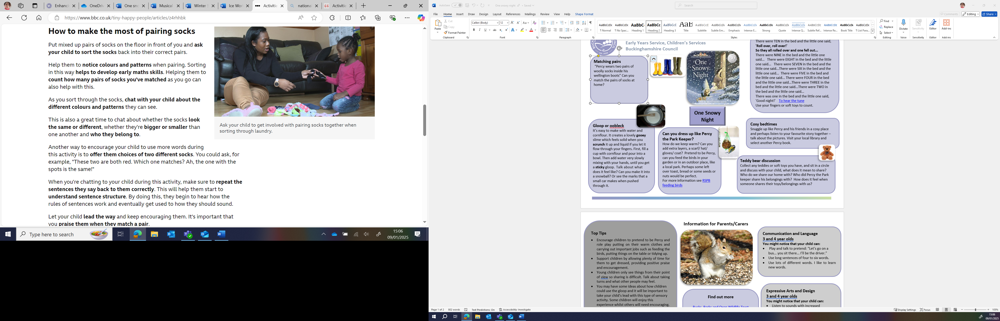 Enhanci
OneDriv
One sno
Musical
Winter S
Ice Worl
Activitie
national
Activitie
https://www.bbc.co.uk/tiny-happy-people/articles/z4rhhbk
How to make the most of pairing socks
Put mixed up pairs of socks on the floor in front of you and ask
your child to sort the socks back into their correct pairs.
Help them to notice colours and patterns when pairing. Sorting
in this way helps to develop early maths skills. Helping them to
count how many pairs of socks you've matched as you go can
also help with this.
As you sort through the socks, chat with your child about the
different colours and patterns they can see.
This is also a great time to chat about whether the socks look
the same or different, whether they're bigger or smaller than
one another and who they belong to.
Another way to encourage your child to use more words during
this activity is to offer them choices of two different socks. You could ask, for
example, "These two are both red. Which one matches? Ah, the one with the
spots is the same!"
When you're chatting to your child during this activity, make sure to repeat the
sentences they say back to them correctly. This will help them start to
understand sentence structure. By doing this, they begin to hear how the
rules of sentences work and eventually get used to how they should sound.
Let your child lead the way and keep encouraging them. It's important that
you praise them when they match a pair.
Ask your child to get involved with pairing socks together when
sorting through laundry.
Type here to search
15:06
09/01/2025
AutoSave
One snowy night • Saved
Search
File Home Insert Draw Design Layout References Mailings Review View Help Shape Format
Comments Editing Share
Paste
Cut
Copy
Format Painter
Clipboard
Calibri (Body) 12
Font
Paragraph
Normal No Spac... Heading 1 Heading 2 Heading 3 Title Subtitle Subtle Em... Emphasis Intense E... Strong Quote Intense Q... Subtle Ref... Intense Re... Book Title List Para...
Styles
Find
Replace
Select
Editing
Dictate
Voice
Sensitivity
Sensitivity
Editor
Editor
Add-ins
Add-ins
Early Years Service, Children's Services
Buckinghamshire Council
Matching pairs
"Percy wears two pairs of
woolly socks inside his
wellington boots" Can you
match the pairs of socks at
home?
One
Snowy
Night
NICK BUTTERWORTH
One Snowy
Night
There were TEN in the bed and the little one said,
'Roll over, roll over!'
So they all rolled over and one fell out...
There were NINE in the bed and the little one
said... There were EIGHT in the bed and the little
one said... There were SEVEN in the bed and the
little one said...There were SIX in the bed and the
little one said... There were FIVE in the bed and
the little one said... There were FOUR in the bed
and the little one said...There were THREE in the
bed and the little one said...There were TWO in
the bed and the little one said...
There was one in the bed and the little one said,
'Good night!' To hear the tune
Use your fingers or soft toys to count.
Gloop or oobleck
It's easy to make with water and
cornflour. It creates a lovely gooey
slime which feels solid when you
scrunch it up and liquid if you let it
flow through your fingers. First, fill a
cup with cornflour and pour into a
bowl. Then add water very slowly
mixing with your hands, until you get
a sticky gloop. Talk about what
does it feel like? Can you make it into
a snowball? Or see the marks that a
small car makes when pushed
through it.
Can you dress up like Percy
the Park Keeper?
How do we keep warm? Can you
add extra layers, a scarf/ hat/
gloves/ coat? Pretend to be Percy,
can you feed the birds in your
garden or in an outdoor place, like
a local park. Perhaps some left
over toast, bread or some seeds or
nuts would be perfect.
For more information see RSPB
feeding birds
Cosy bedtimes
Snuggle up like Percy and his friends in a cosy place
and perhaps listen to your favourite story together –
talk about the pictures. Visit your local library and
select another Percy book.
Teddy bear discussion
Collect any teddies or soft toys you have, and sit in a circle
and discuss with your child, what does it mean to share?
Who do we share our home with? Who did Percy the Park
keeper share his belongings with? How does it feel when
someone shares their toys/belongings with us?
Information for Parents/Carers
Top Tips
• Encourage children to pretend to be Percy and
role play putting on their warm clothes and
carrying out important jobs such as feeding the
birds, putting things on the table or tidying up.
• Support children by allowing plenty of time for
them to get dressed, providing positive praise
and encouragement.
• Young children only see things from their point
of view so sharing is difficult. Talk about taking
turns and what other people may feel.
• You may have some ideas about how children
could use the gloop and it will be important to
take your child's lead with this type of sensory
activity. Some children will enjoy this
experience whilst others will need encouraging.
Find out more
Bucks, Berks and Oxon Wildlife Trust
Communication and Language
3 and 4 year olds
You might notice that your child can:
• Play and talk to pretend: "Let's go on a
bus... you sit there... I'll be the driver."
• Use long sentences of four to six words.
• Use lots of different words. I like to learn
new words.
Expressive Arts and Design
3 and 4 year olds
You might notice that your child can:
• Listen to sounds with increased
Page 1 of 2 802 words Text Predictions: On Accessibility: Investigate
Display Settings Focus 105%
15:06
09/01/2025